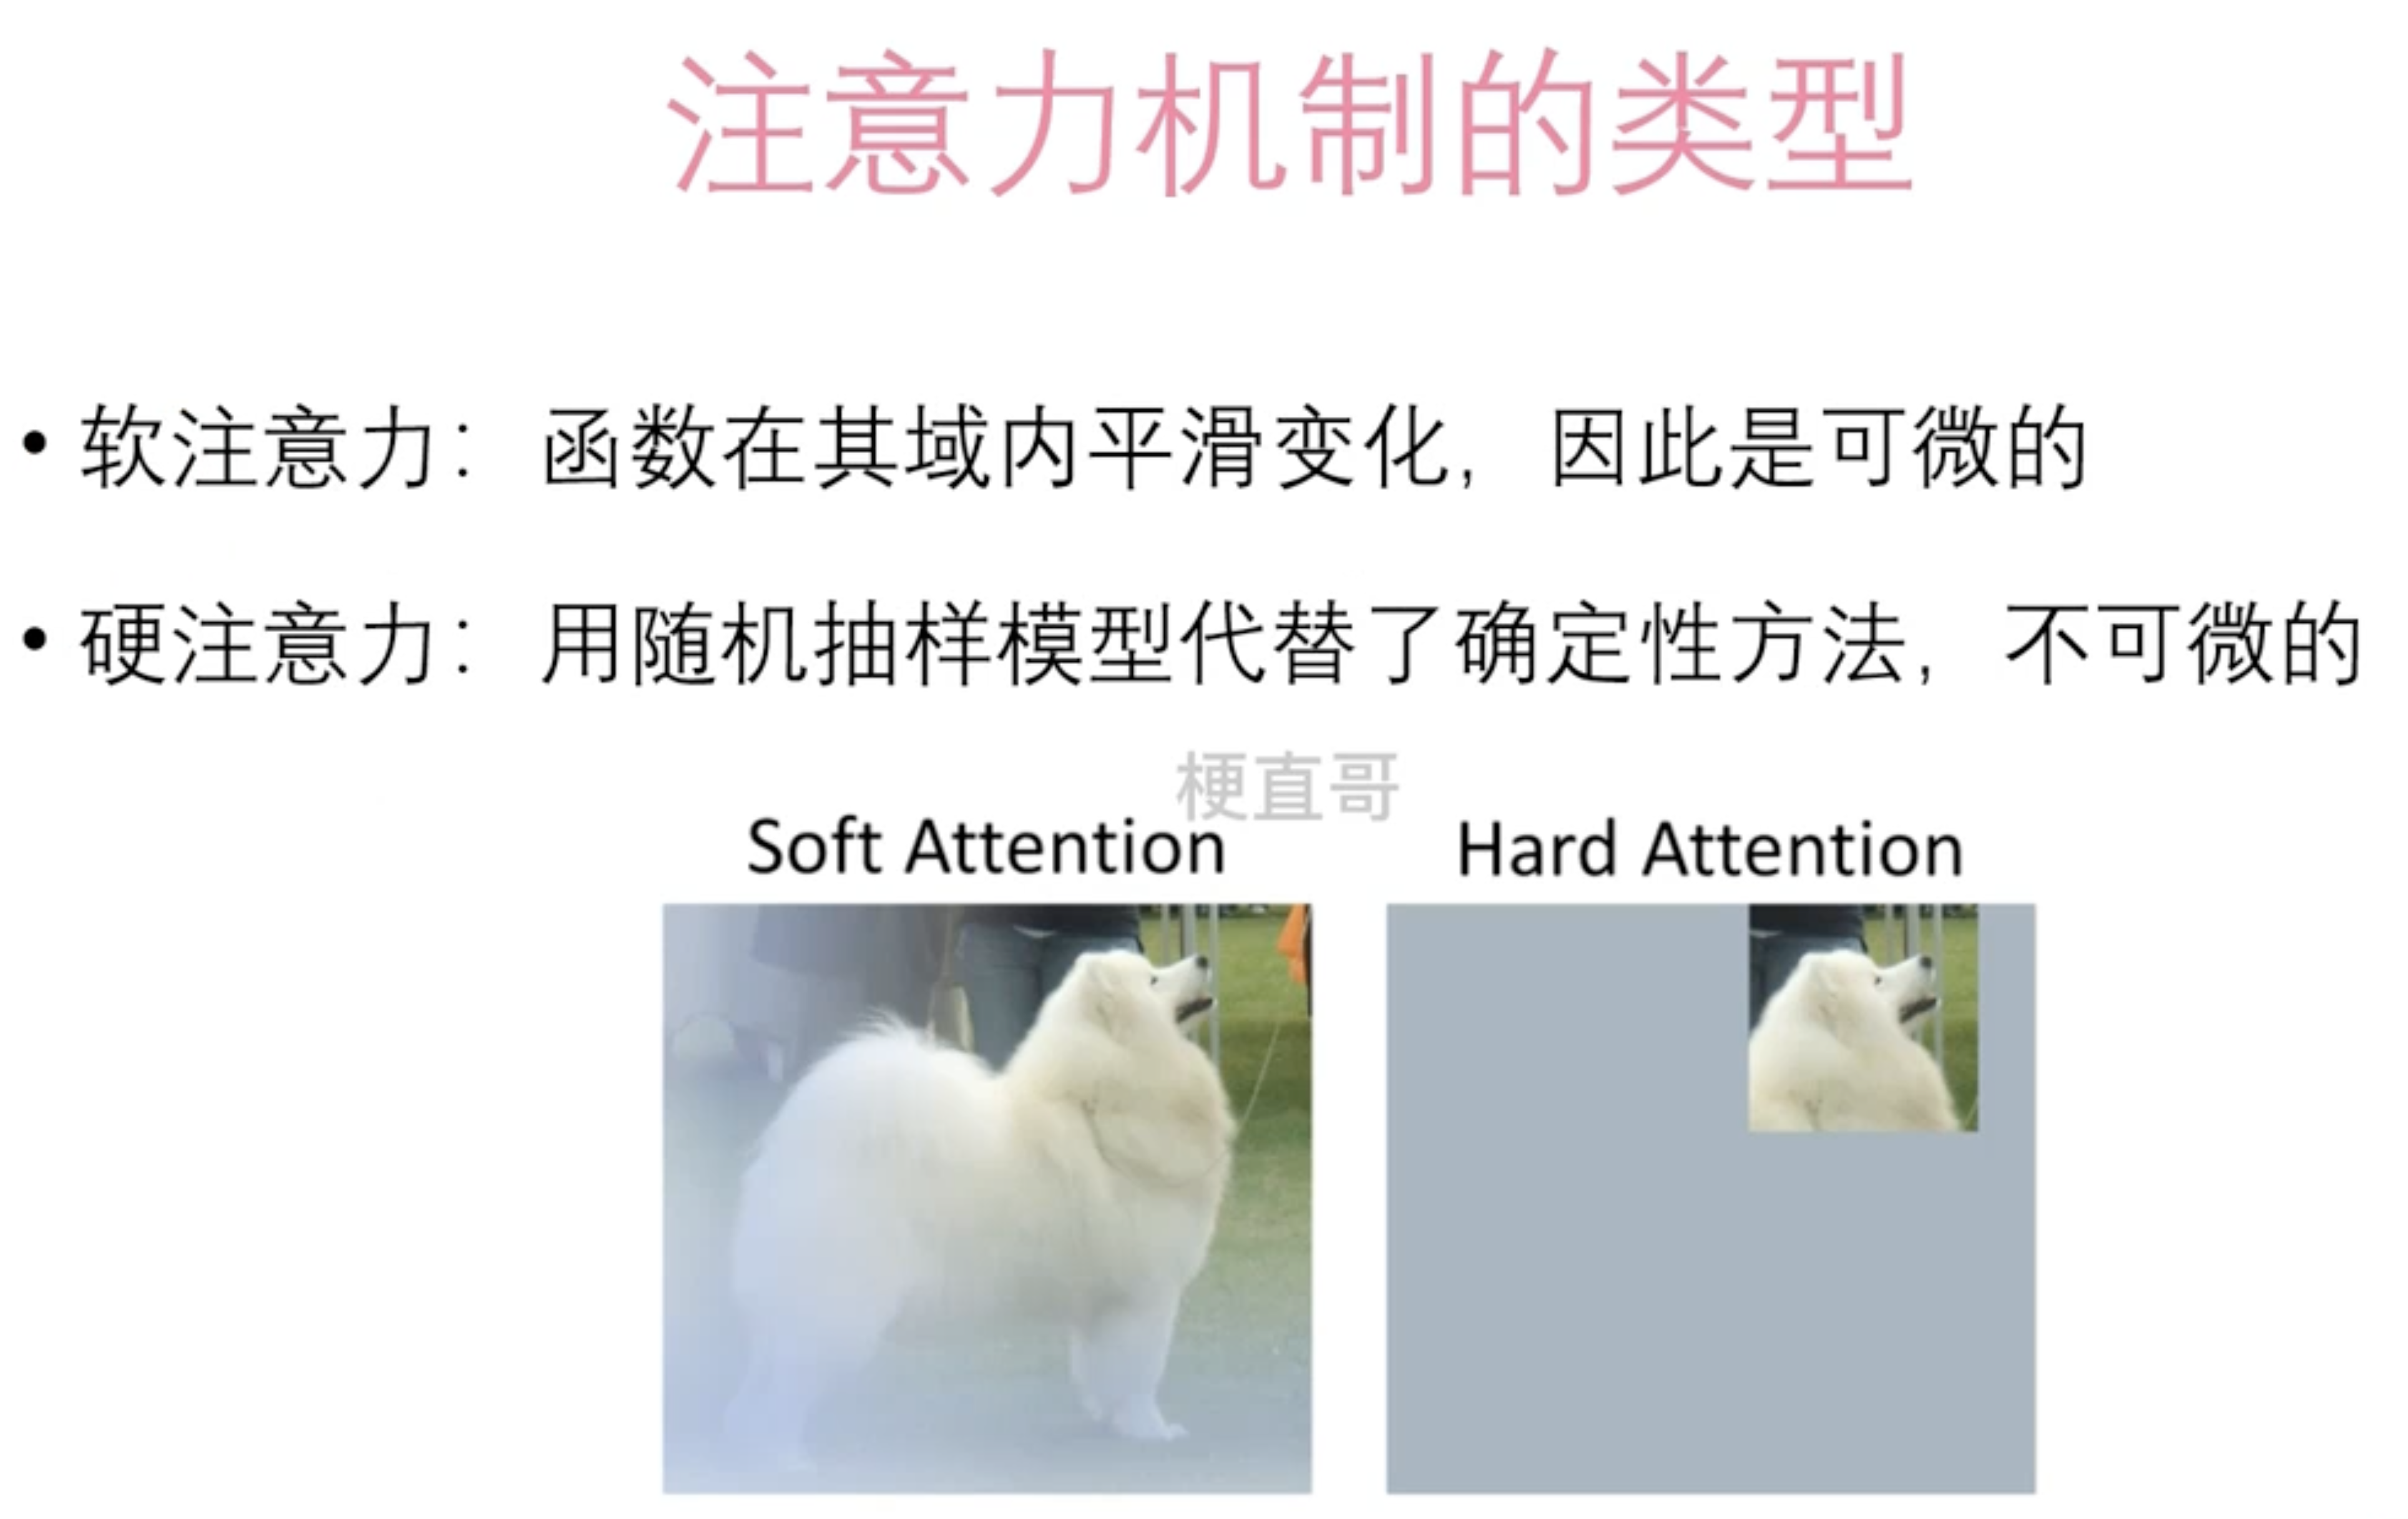 注意力机制的类型
• 软注意力：函数在其域内平滑变化，因此是可微的
• 硬注意力：用随机抽样模型代替了确定性方法，不可微的
梗直哥
Soft Attention
Hard Attention